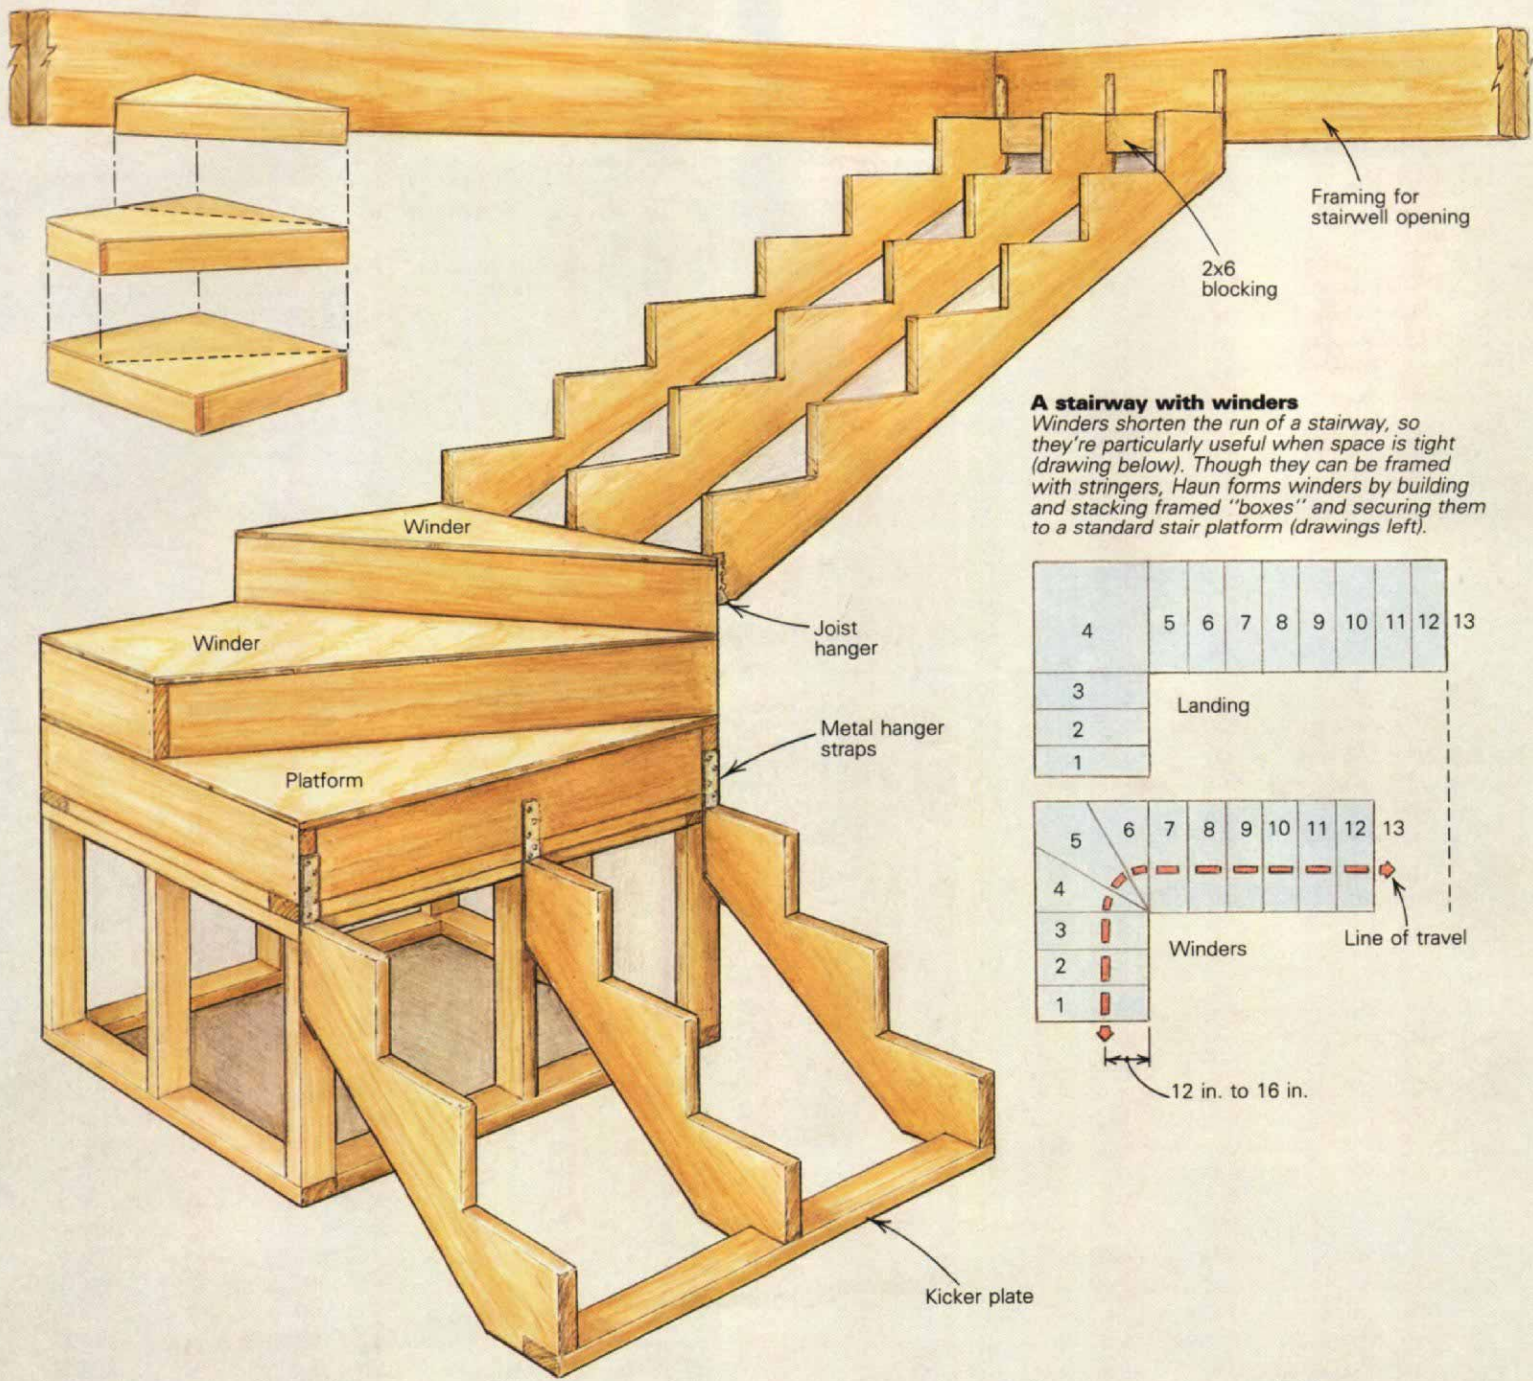 Framing for
stairwell opening
2x6
blocking
A stairway with winders
Winders shorten the run of a stairway, so
they're particularly useful when space is tight
(drawing below). Though they can be framed
with stringers, Haun forms winders by building
and stacking framed "boxes" and securing them
to a standard stair platform (drawings left).
Winder
Winder
Joist
hanger
Metal hanger
straps
Platform
Kicker plate
4 5 6 7 8 9 10 11 12 13
3
2
1
Landing
5 6 7 8 9 10 11 12 13
4
3
2
1
Winders
Line of travel
12 in. to 16 in.